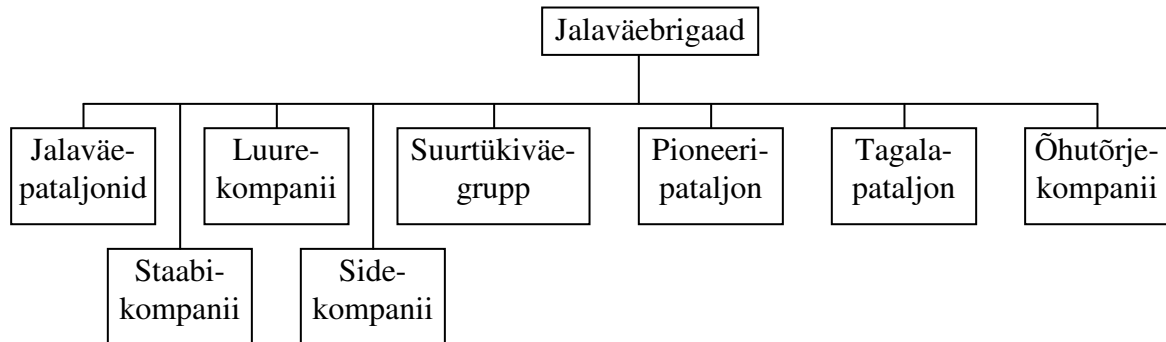 Jalaväebrigaad
Jalaväe-
pataljonid
Luure-
kompanii
Suurtükiväe-
grupp
Pioneeri-
pataljon
Tagala-
pataljon
Õhutõrje-
kompanii
Staabi-
kompanii
Side-
kompanii